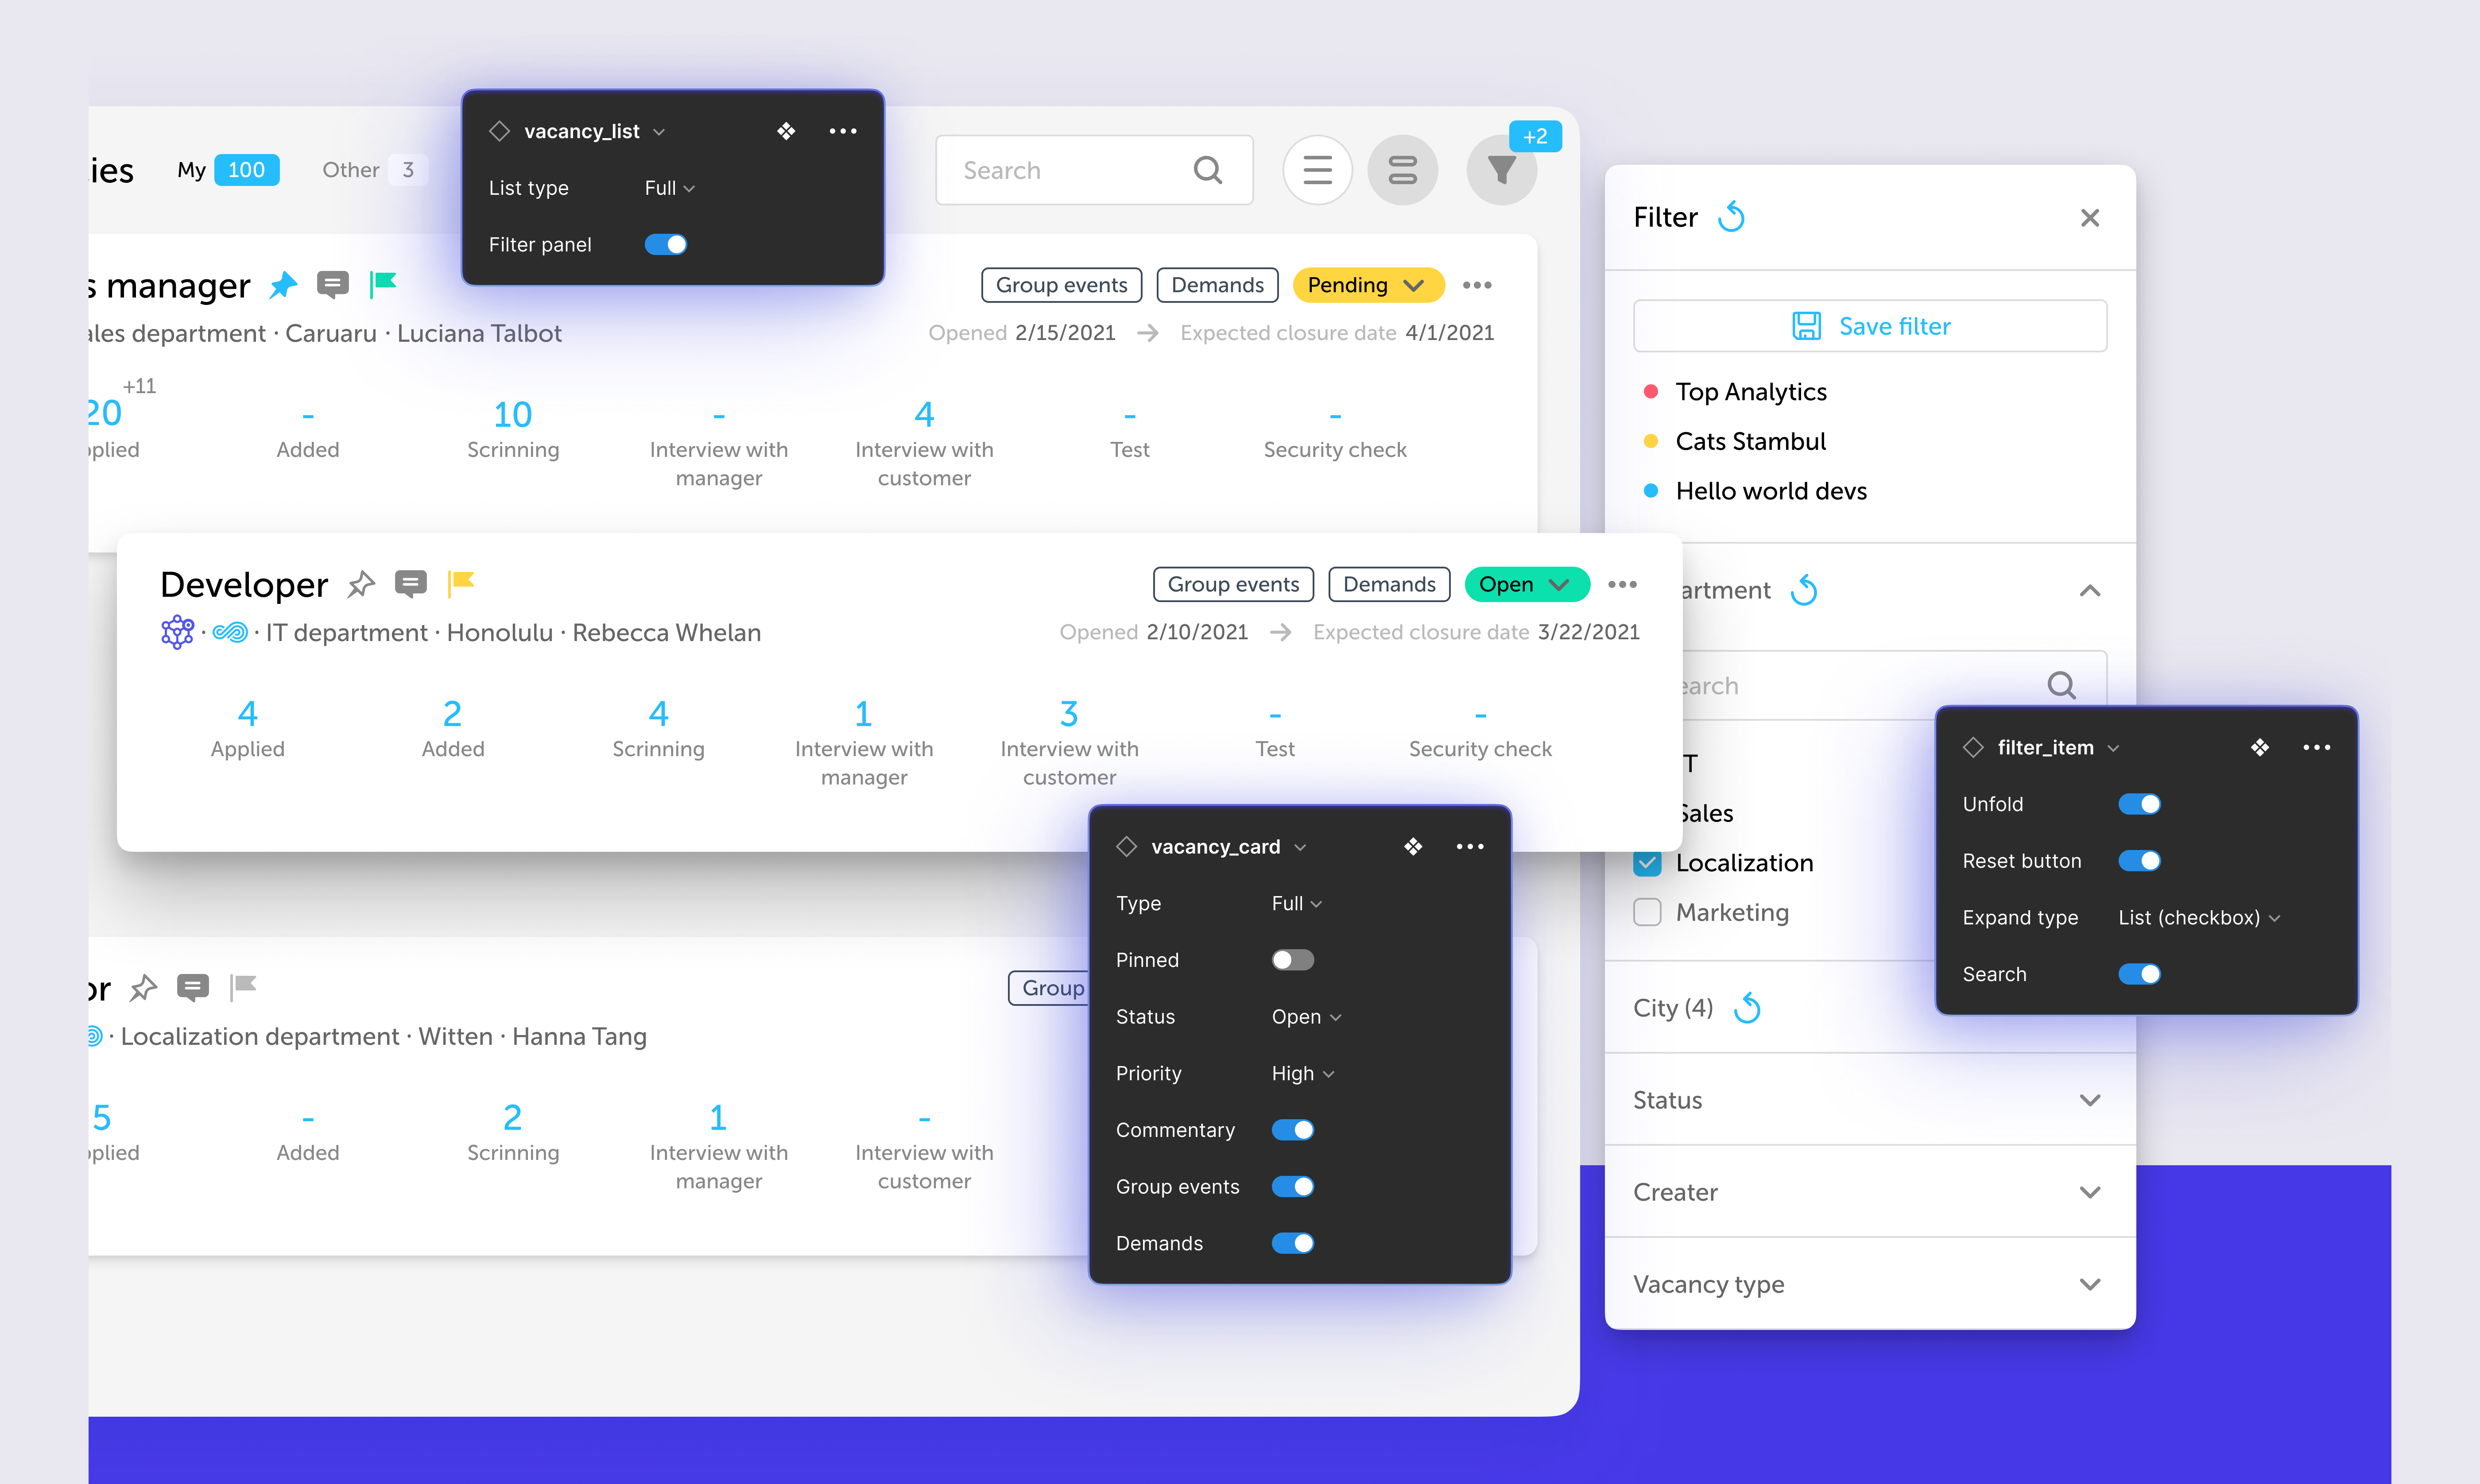 My 100 Other 3
Search
+2
vacancy_list
List type Full
Filter panel
manager
Group events Demands Pending
department · Caruaru · Luciana Talbot
Opened 2/15/2021 → Expected closure date 4/1/2021
+11
20 - 10 - 4 - -
Added Scrinning Interview with manager Interview with customer Test Security check
Developer
Group events Demands Open
· · IT department · Honolulu · Rebecca Whelan
Opened 2/10/2021 → Expected closure date 3/22/2021
4 2 4 1 3 - -
Applied Added Scrinning Interview with manager Interview with customer Test Security check
vacancy_card
Type Full
Pinned
Status Open
Priority High
Commentary
Group events
Demands
Group
· Localization department · Witten · Hanna Tang
5 - 2 1 -
Added Scrinning Interview with manager Interview with customer
Filter
Save filter
Top Analytics
Cats Stambul
Hello world devs
Sales
Localization
Marketing
City (4)
Status
Creater
Vacancy type
filter_item
Unfold
Reset button
Expand type List (checkbox)
Search